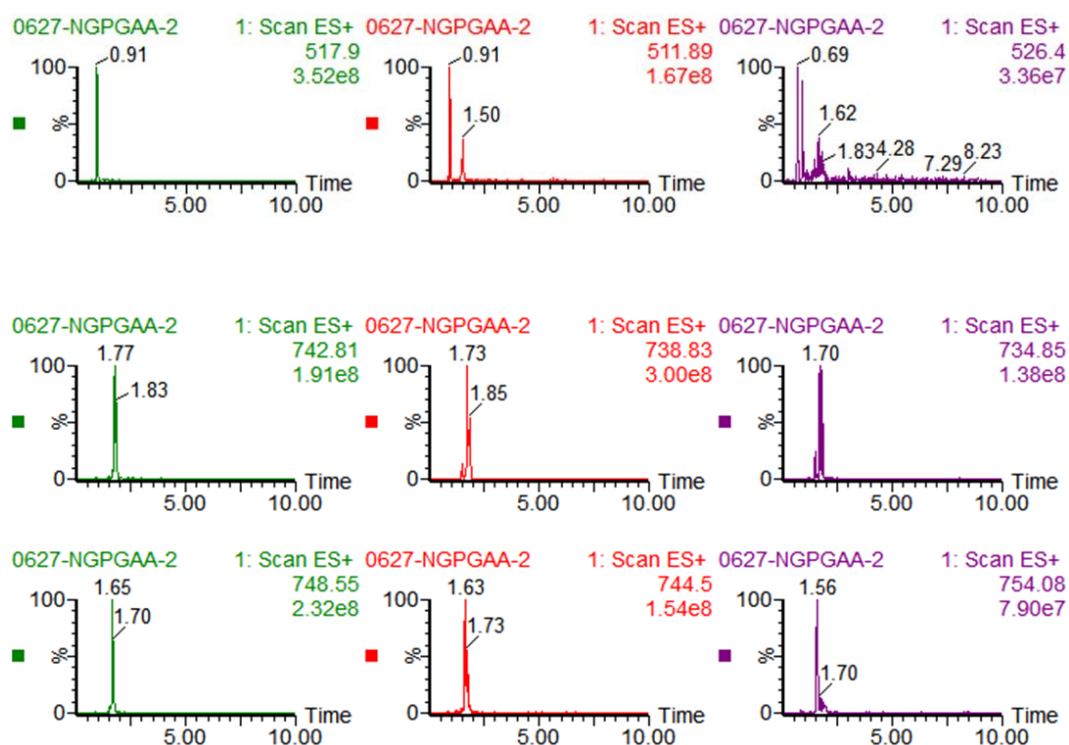 0627-NGPGAA-2 1: Scan ES+ 0627-NGPGAA-2 1: Scan ES+ 0627-NGPGAA-2 1: Scan ES+
517.9 511.89 526.4
3.52e8 1.67e8 3.36e7
0.91 0.91 0.69
100 100 100
1.50 1.62
% % %
1.83 4.28 7.29 8.23
0 Time 0 Time 0 Time
5.00 10.00 5.00 10.00 5.00 10.00
0627-NGPGAA-2 1: Scan ES+ 0627-NGPGAA-2 1: Scan ES+ 0627-NGPGAA-2 1: Scan ES+
742.81 738.83 734.85
1.77 1.73 1.70
1.91e8 3.00e8 1.38e8
100 100 100
1.83 1.85
% % %
0 Time 0 Time 0 Time
5.00 10.00 5.00 10.00 5.00 10.00
0627-NGPGAA-2 1: Scan ES+ 0627-NGPGAA-2 1: Scan ES+ 0627-NGPGAA-2 1: Scan ES+
748.55 744.5 754.08
1.65 1.63 1.56
2.32e8 1.54e8 7.90e7
100 100 100
1.70 1.73
% % %
1.70
0 Time 0 Time 0 Time
5.00 10.00 5.00 10.00 5.00 10.00